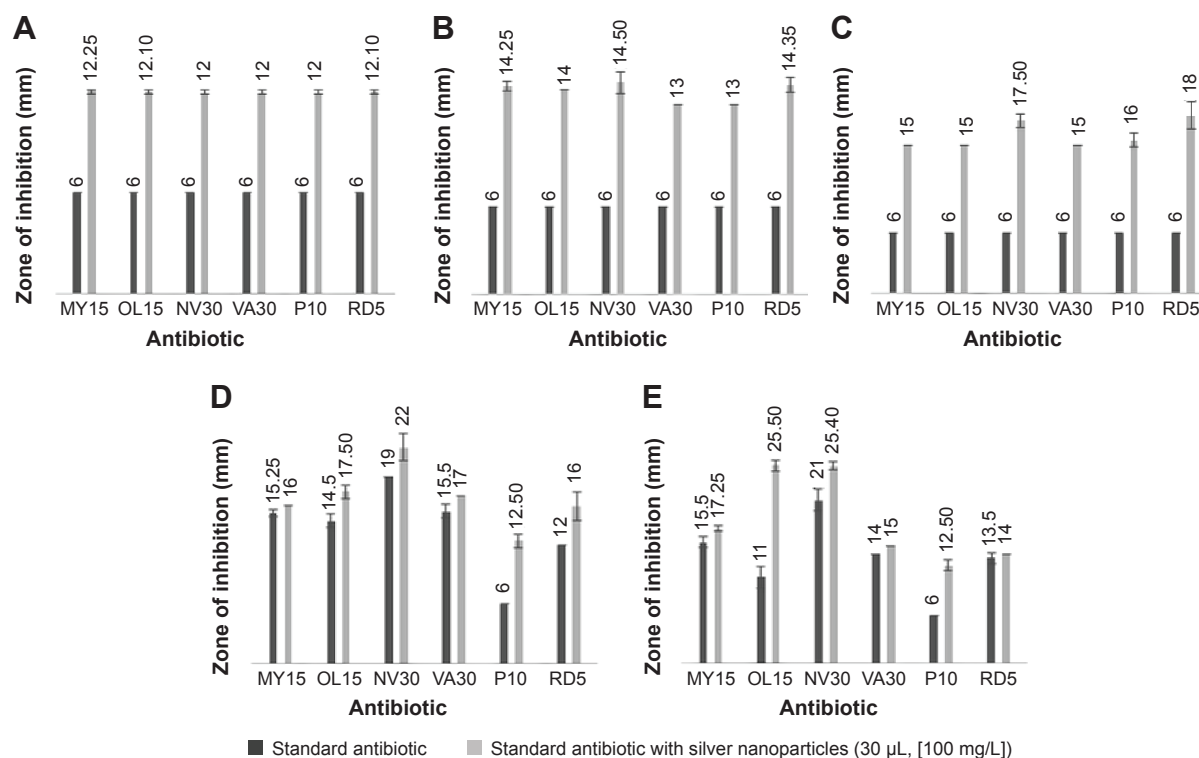 A
Zone of inhibition (mm)
6 12.25 6 12.10 6 12 6 12 6 12 6 12.10
MY15 OL15 NV30 VA30 P10 RD5
Antibiotic
B
Zone of inhibition (mm)
6 14.25 6 14 6 14.50 6 13 6 13 6 14.35
MY15 OL15 NV30 VA30 P10 RD5
Antibiotic
C
Zone of inhibition (mm)
6 15 6 15 6 17.50 6 15 6 16 6 18
MY15 OL15 NV30 VA30 P10 RD5
Antibiotic
D
Zone of inhibition (mm)
15.25 16 14.5 17.50 19 22 15.5 17 6 12.50 12 16
MY15 OL15 NV30 VA30 P10 RD5
Antibiotic
E
Zone of inhibition (mm)
15.5 17.25 11 25.50 21 25.40 14 15 6 12.50 13.5 14
MY15 OL15 NV30 VA30 P10 RD5
Antibiotic
Standard antibiotic
Standard antibiotic with silver nanoparticles (30 µL, [100 mg/L])